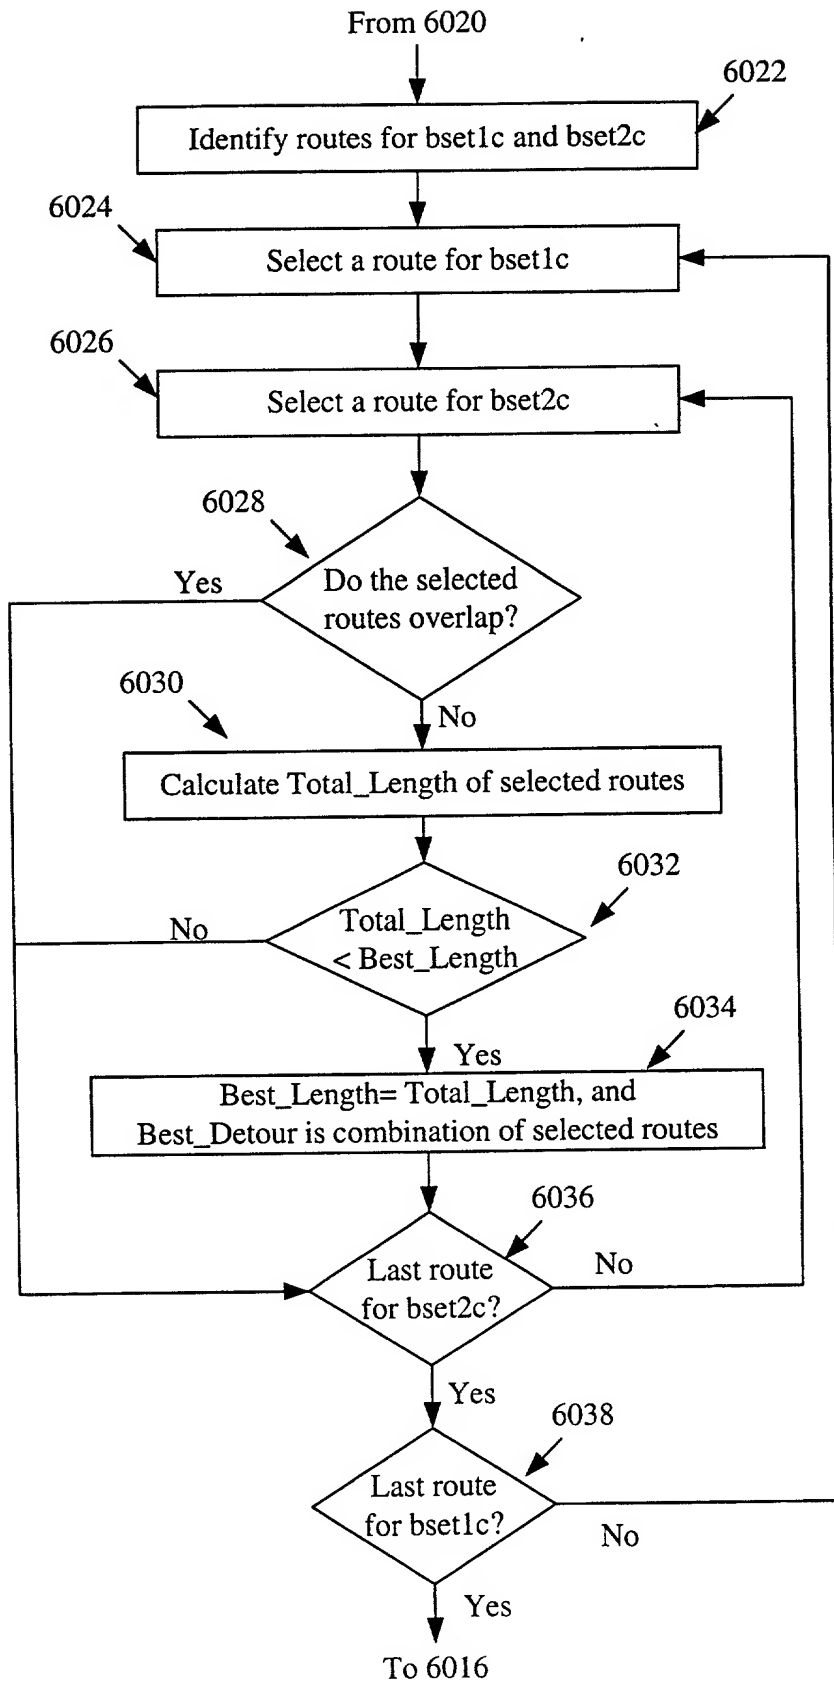 From 6020
6022
Identify routes for bset1c and bset2c
6024
Select a route for bset1c
6026
Select a route for bset2c
6028
Yes
Do the selected
routes overlap?
6030
No
Calculate Total_Length of selected routes
6032
No
Total_Length
< Best_Length
6034
Yes
Best_Length= Total_Length, and
Best_Detour is combination of selected routes
6036
Last route
for bset2c?
No
Yes
6038
Last route
for bset1c?
No
Yes
To 6016